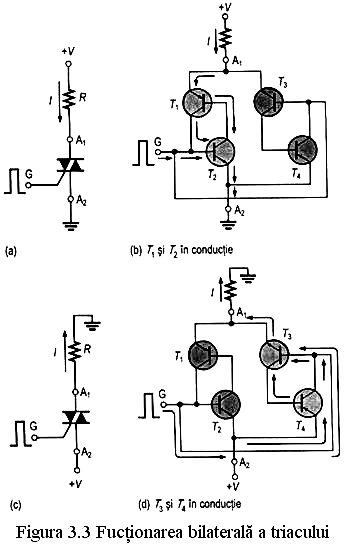 +V
I
R
A1
G
A2
(a)
+V
I
A1
T1
T3
G
T2
T4
A2
(b) T1 și T2 în conducție
I
R
A1
G
A2
+V
(c)
I
A1
T1
T3
G
T2
T4
A2
+V
(d) T3 și T4 în conducție
Figura 3.3 Fucționarea bilaterală a triacului